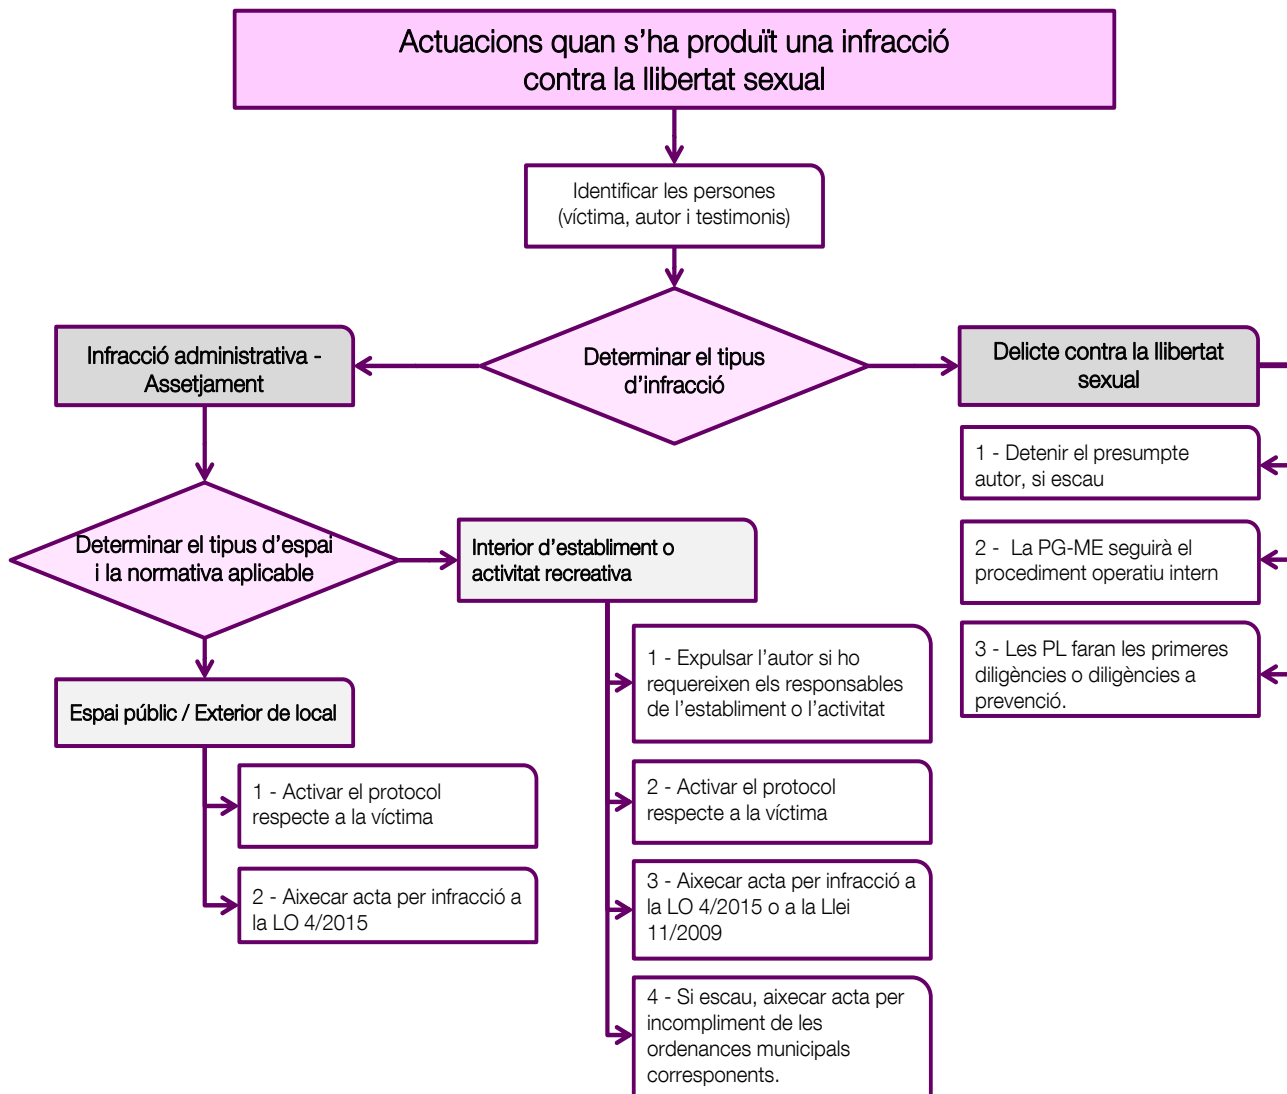 Actuacions quan s’ha produït una infracció
contra la llibertat sexual
Identificar les persones
(víctima, autor i testimonis)
Determinar el tipus
d’infracció
Infracció administrativa -
Assetjament
Delicte contra la llibertat
sexual
1 - Detenir el presumpte
autor, si escau
2 -  La PG-ME seguirà el
procediment operatiu intern
3 - Les PL faran les primeres
diligències o diligències a
prevenció.
Determinar el tipus d’espai
i la normativa aplicable
Interior d’establiment o
activitat recreativa
1 - Expulsar l’autor si ho
requereixen els responsables
de l’establiment o l’activitat
2 - Activar el protocol
respecte a la víctima
3 - Aixecar acta per infracció a
la LO 4/2015 o a la Llei
11/2009
4 - Si escau, aixecar acta per
incompliment de les
ordenances municipals
corresponents.
Espai públic / Exterior de local
1 - Activar el protocol
respecte a la víctima
2 - Aixecar acta per infracció a
la LO 4/2015